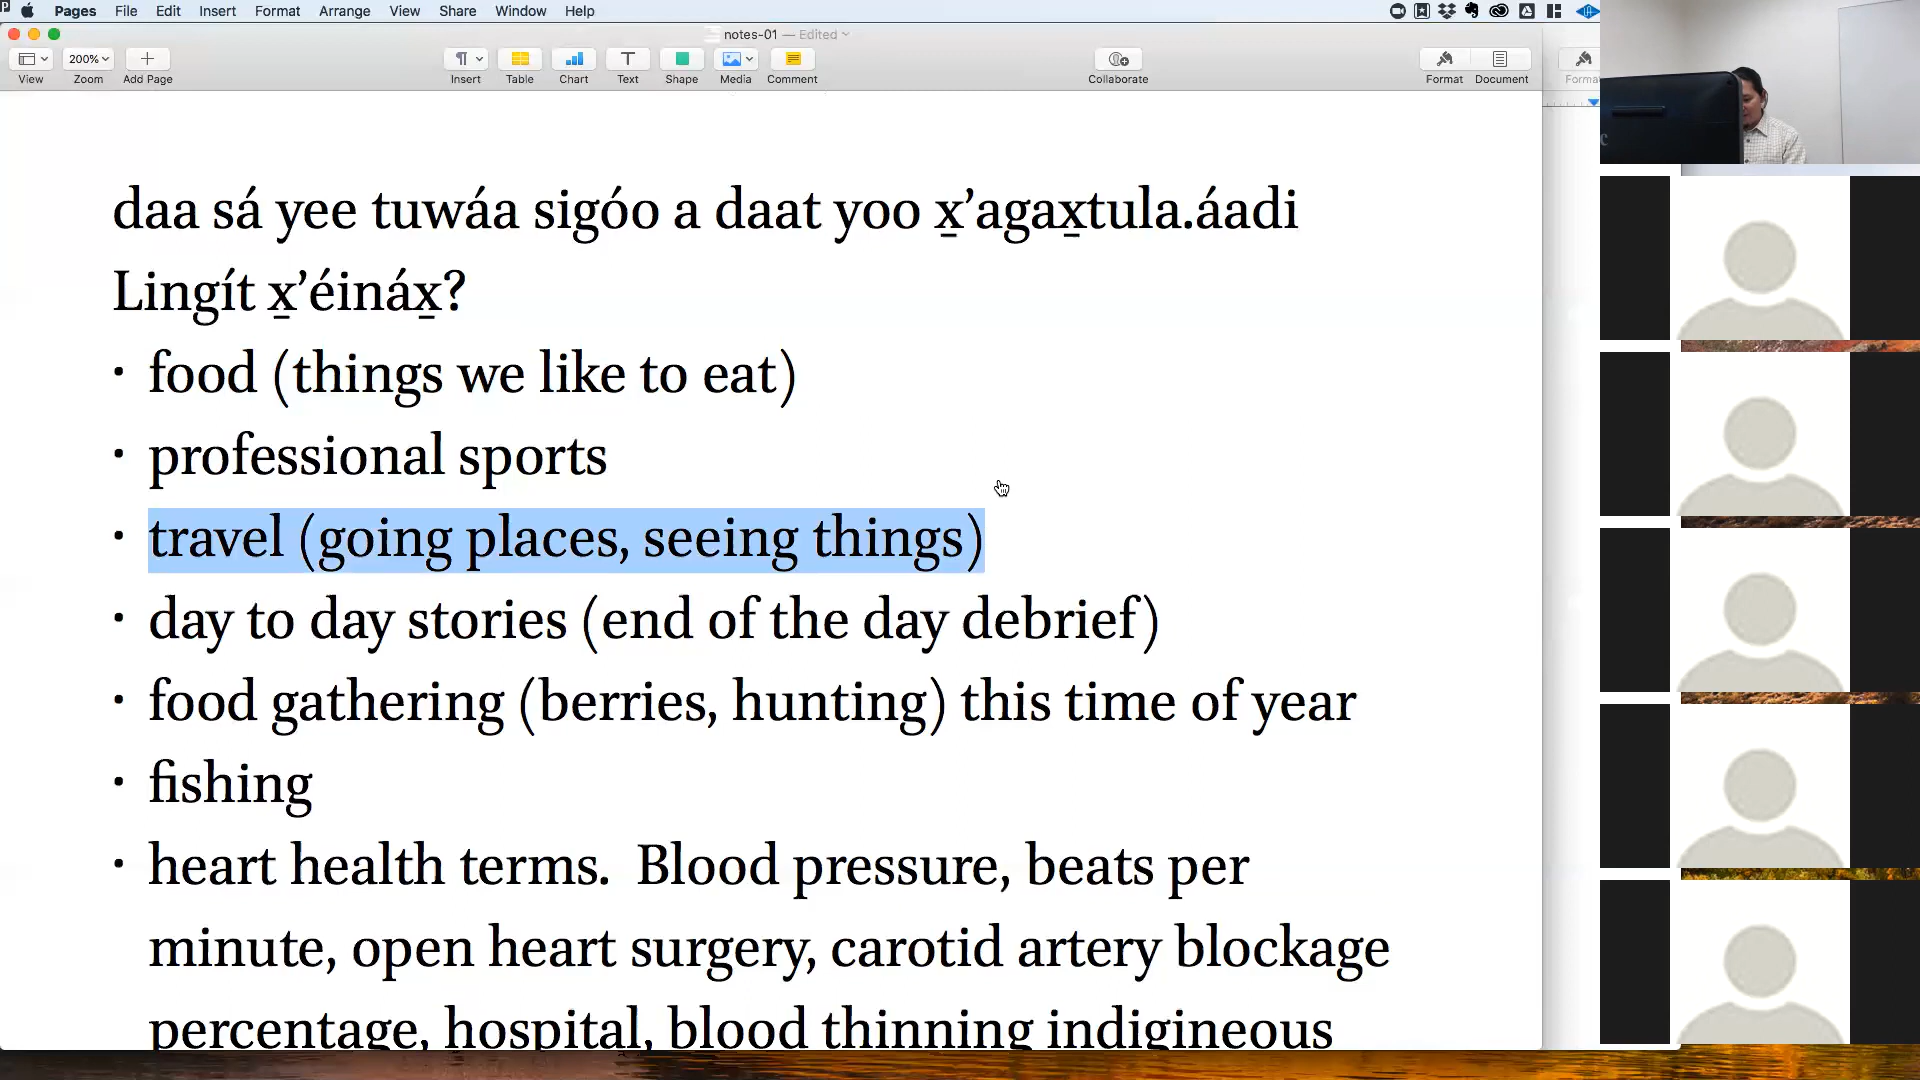 Pages File Edit Insert Format Arrange View Share Window Help
notes-01 — Edited
200%
View Zoom Add Page Insert Table Chart Text Shape Media Comment Collaborate Format Document Format
daa sá yee tuwáa sigóo a daat yoo x̱’agax̱tula.áadi
Lingít x̱’éináx̱?
• food (things we like to eat)
• professional sports
• travel (going places, seeing things)
• day to day stories (end of the day debrief)
• food gathering (berries, hunting) this time of year
• fishing
• heart health terms.  Blood pressure, beats per
minute, open heart surgery, carotid artery blockage
percentage, hospital, blood thinning indigineous